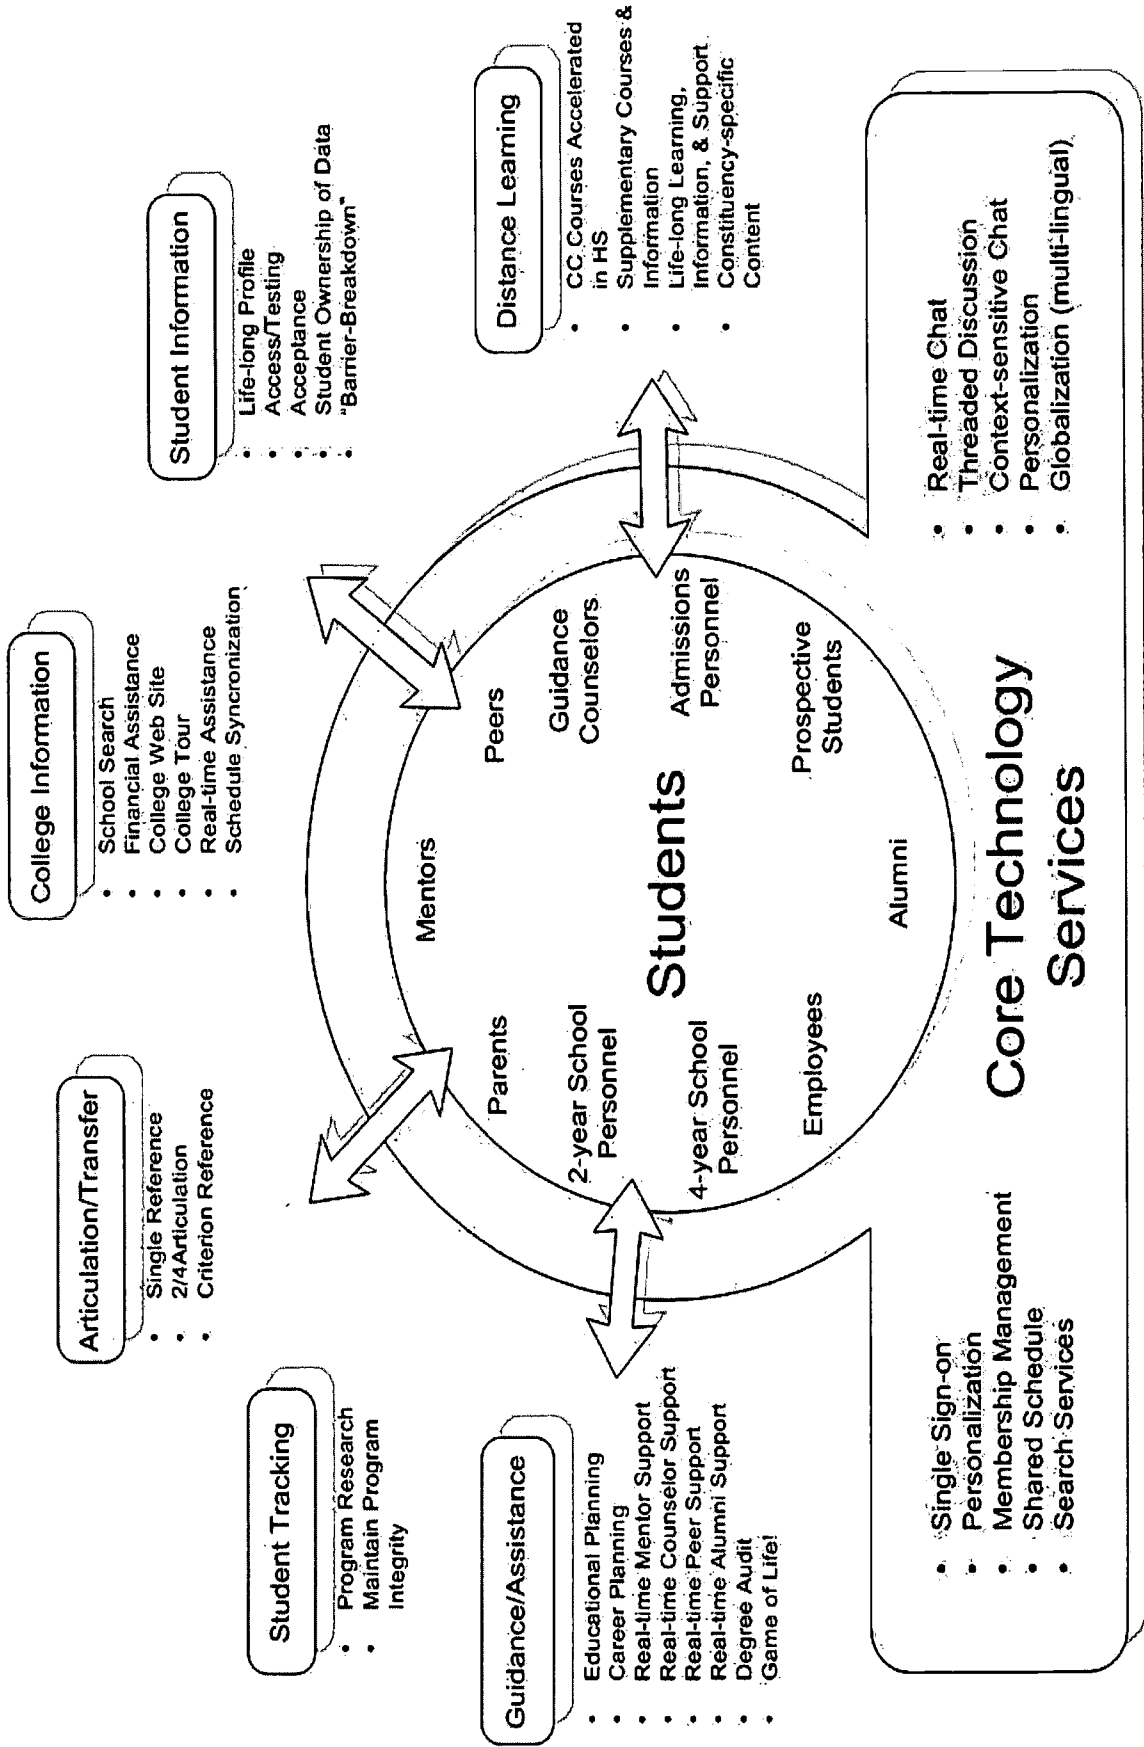 College Information
• School Search
• Financial Assistance
• College Web Site
• College Tour
• Real-time Assistance
• Schedule Syncronization
Articulation/Transfer
• Single Reference
• 2/4Articulation
• Criterion Reference
Student Information
• Life-long Profile
• Access/Testing
• Acceptance
• Student Ownership of Data
• "Barrier-Breakdown"
Student Tracking
• Program Research
• Maintain Program
Integrity
Distance Learning
• CC Courses Accelerated
in HS
• Supplementary Courses &
Information
• Life-long Learning,
Information, & Support
• Constituency-specific
Content
Guidance/Assistance
• Educational Planning
• Career Planning
• Real-time Mentor Support
• Real-time Counselor Support
• Real-time Peer Support
• Real-time Alumni Support
• Degree Audit
• Game of Life!
Mentors
Parents
Peers
2-year School
Personnel
Guidance
Counselors
Students
4-year School
Personnel
Admissions
Personnel
Employees
Prospective
Students
Alumni
Core Technology
Services
• Single Sign-on
• Personalization
• Membership Management
• Shared Schedule
• Search Services
• Real-time Chat
• Threaded Discussion
• Context-sensitive Chat
• Personalization
• Globalization (multi-lingual)